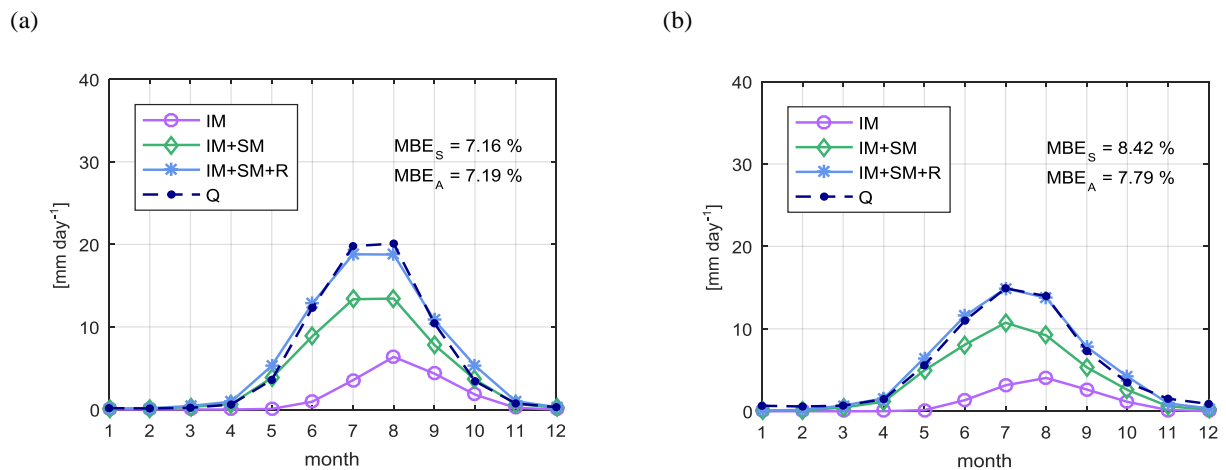 (a)
(b)
40
30
20
10
0
[mm day⁻¹]
IM
IM+SM
IM+SM+R
Q
MBE_S = 7.16 %
MBE_A = 7.19 %
1 2 3 4 5 6 7 8 9 10 11 12
month
40
30
20
10
0
[mm day⁻¹]
IM
IM+SM
IM+SM+R
Q
MBE_S = 8.42 %
MBE_A = 7.79 %
1 2 3 4 5 6 7 8 9 10 11 12
month